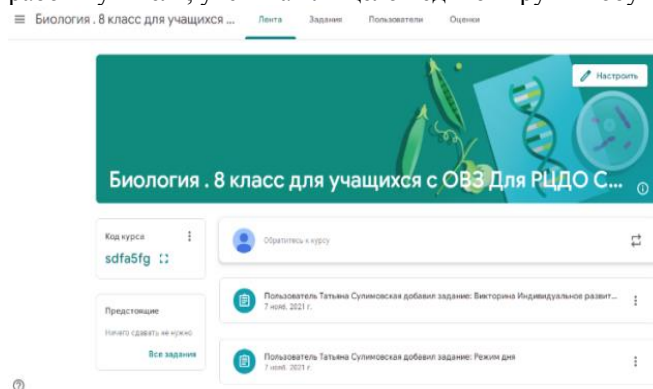 Биология . 8 класс для учащихся ... Лента Задания Пользователи Оценки
Настроить
Биология . 8 класс для учащихся с ОВЗ Для РЦДО С...
Код курса
sdfa5fg
Обратитесь к курсу
Пользователь Татьяна Сулимовская добавил задание: Викторина Индивидуальное развит...
7 нояб. 2021 г.
Предстоящие
Ничего сдавать не нужно
Все задания
Пользователь Татьяна Сулимовская добавил задание: Режим дня
7 нояб. 2021 г.